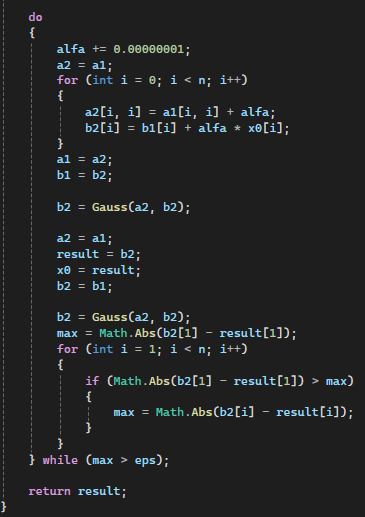 do
{
alfa += 0.00000001;
a2 = a1;
for (int i = 0; i < n; i++)
{
a2[i, i] = a1[i, i] + alfa;
b2[i] = b1[i] + alfa * x0[i];
}
a1 = a2;
b1 = b2;
b2 = Gauss(a2, b2);
a2 = a1;
result = b2;
x0 = result;
b2 = b1;
b2 = Gauss(a2, b2);
max = Math.Abs(b2[1] - result[1]);
for (int i = 1; i < n; i++)
{
if (Math.Abs(b2[1] - result[1]) > max)
{
max = Math.Abs(b2[i] - result[i]);
}
}
} while (max > eps);
return result;
}